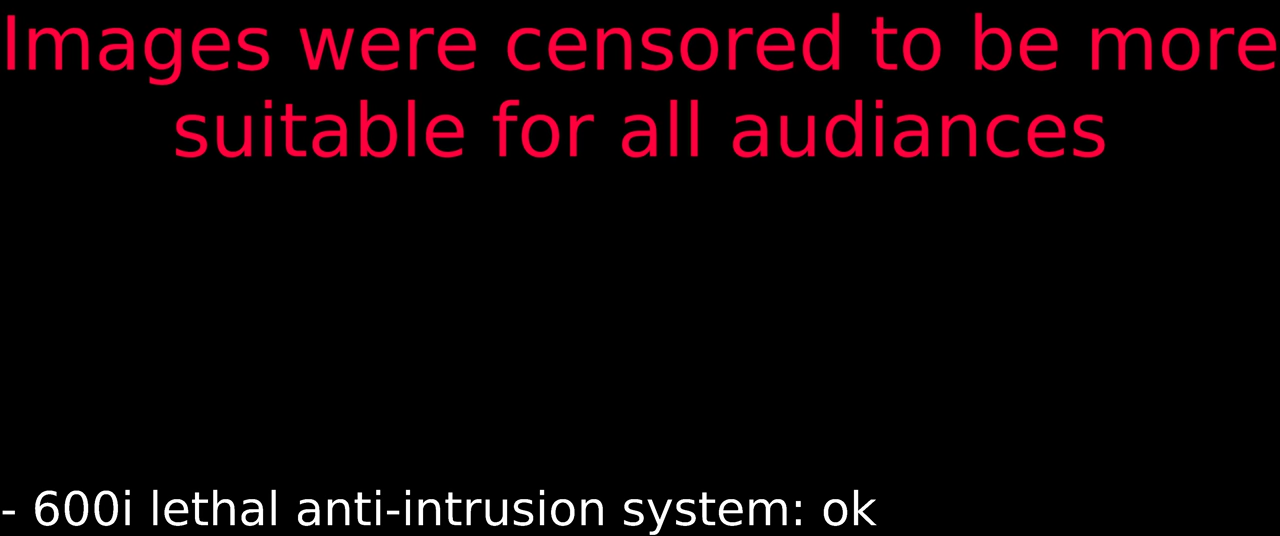 Images were censored to be more
suitable for all audiances
- 600i lethal anti-intrusion system: ok